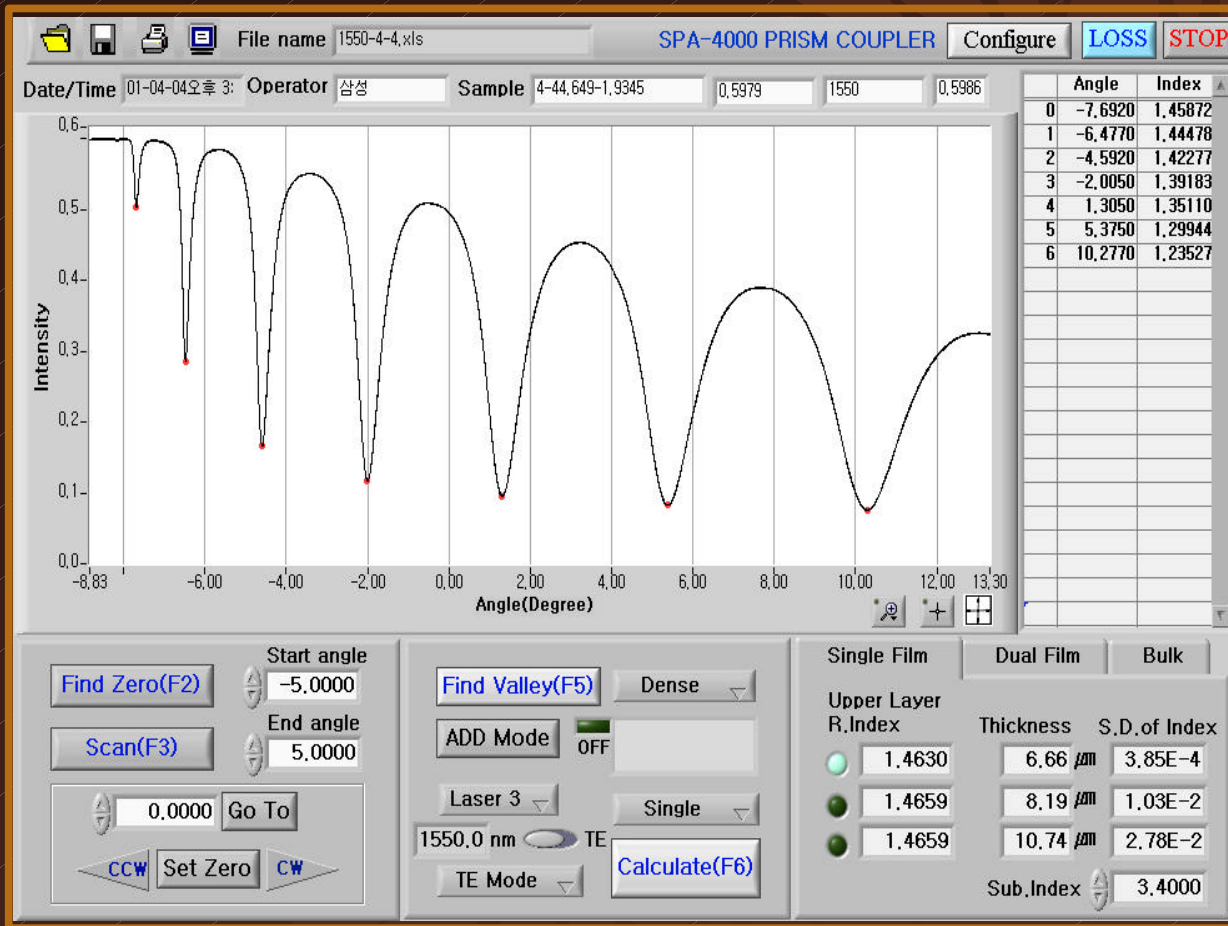 File name 1550-4-4.xls SPA-4000 PRISM COUPLER Configure LOSS STOP
Date/Time 01-04-04오후 3: Operator 삼성 Sample 4-44,649-1,9345 0,5979 1550 0,5986
Angle Index
0 -7,6920 1,45872
1 -6,4770 1,44478
2 -4,5920 1,42277
3 -2,0050 1,39183
4 1,3050 1,35110
5 5,3750 1,29944
6 10,2770 1,23527
Intensity
0,6
0,5
0,4
0,3
0,2
0,1
0,0
-8,83 -6,00 -4,00 -2,00 0,00 2,00 4,00 6,00 8,00 10,00 12,00 13,30
Angle(Degree)
Find Zero(F2)
Start angle
-5.0000
Scan(F3)
End angle
5.0000
0.0000 Go To
CCW Set Zero CW
Find Valley(F5) Dense
ADD Mode OFF
Laser 3 Single
1550.0 nm TE
TE Mode Calculate(F6)
Single Film Dual Film Bulk
Upper Layer
R.Index Thickness S.D.of Index
1.4630 6.66 μm 3.85E-4
1.4659 8.19 μm 1.03E-2
1.4659 10.74 μm 2.78E-2
Sub.Index 3.4000